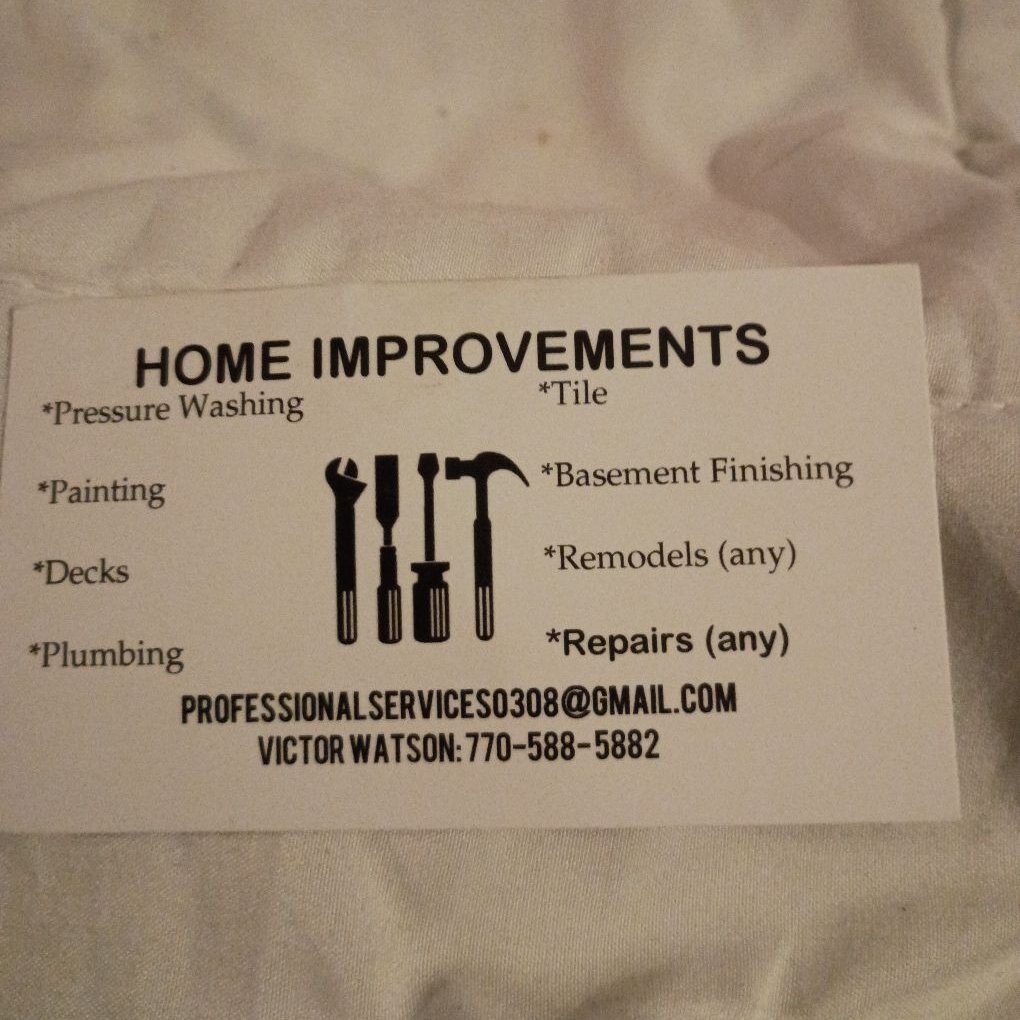 HOME IMPROVEMENTS
*Pressure Washing
*Tile
*Painting
*Basement Finishing
*Decks
*Remodels (any)
*Plumbing
*Repairs (any)
PROFESSIONALSERVICES0308@GMAIL.COM
VICTOR WATSON: 770-588-5882